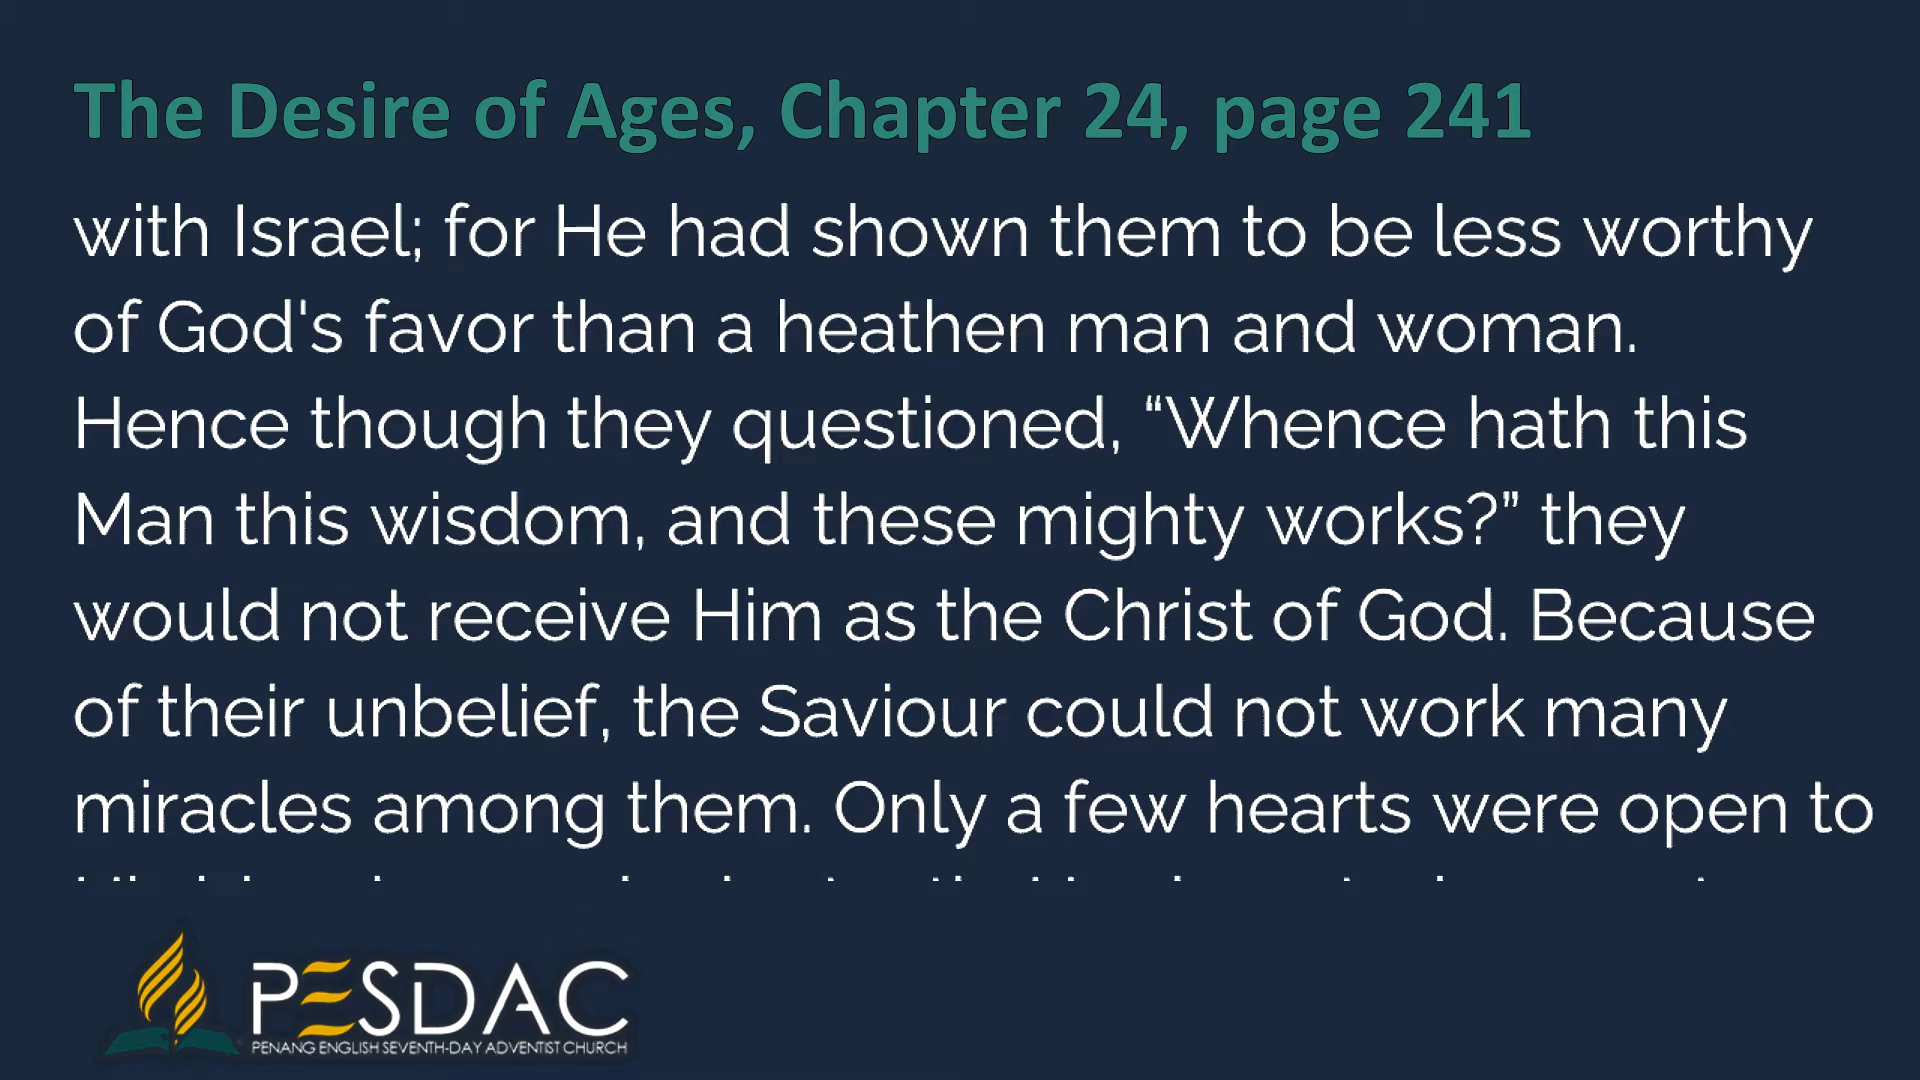 The Desire of Ages, Chapter 24, page 241
with Israel; for He had shown them to be less worthy
of God's favor than a heathen man and woman.
Hence though they questioned, “Whence hath this
Man this wisdom, and these mighty works?” they
would not receive Him as the Christ of God. Because
of their unbelief, the Saviour could not work many
miracles among them. Only a few hearts were open to
PESDAC
PENANG ENGLISH SEVENTH-DAY ADVENTIST CHURCH